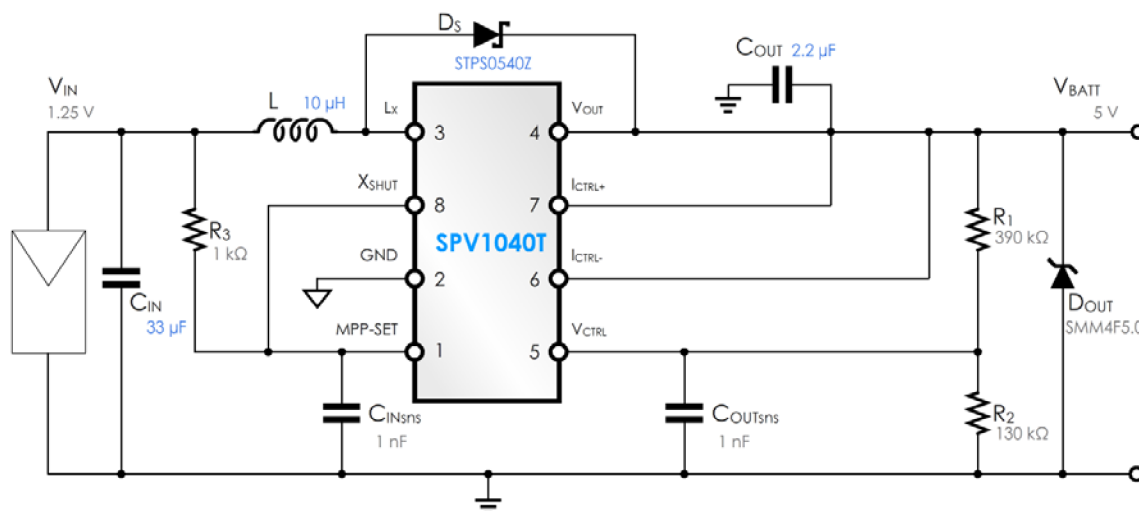 DS
STPS0540Z
COUT 2.2 µF
VIN
1.25 V
L 10 µH
LX
VOUT
VBATT
5 V
3
4
XSHUT
ICTRL+
8
7
R3
1 kΩ
SPV1040T
R1
390 kΩ
GND
ICTRL-
2
6
CIN
33 µF
DOUT
SMM4F5.0
MPP-SET
VCTRL
1
5
CINsns
1 nF
COUTsns
1 nF
R2
130 kΩ